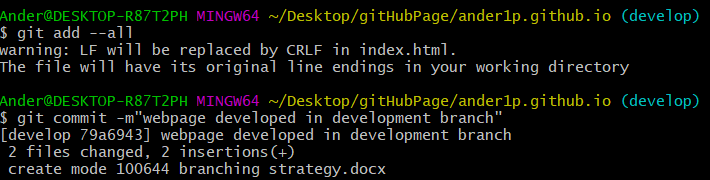 Ander@DESKTOP-R87T2PH MINGW64 ~/Desktop/gitHubPage/ander1p.github.io (develop)
$ git add --all
warning: LF will be replaced by CRLF in index.html.
The file will have its original line endings in your working directory
Ander@DESKTOP-R87T2PH MINGW64 ~/Desktop/gitHubPage/ander1p.github.io (develop)
$ git commit -m"webpage developed in development branch"
[develop 79a6943] webpage developed in development branch
 2 files changed, 2 insertions(+)
 create mode 100644 branching strategy.docx